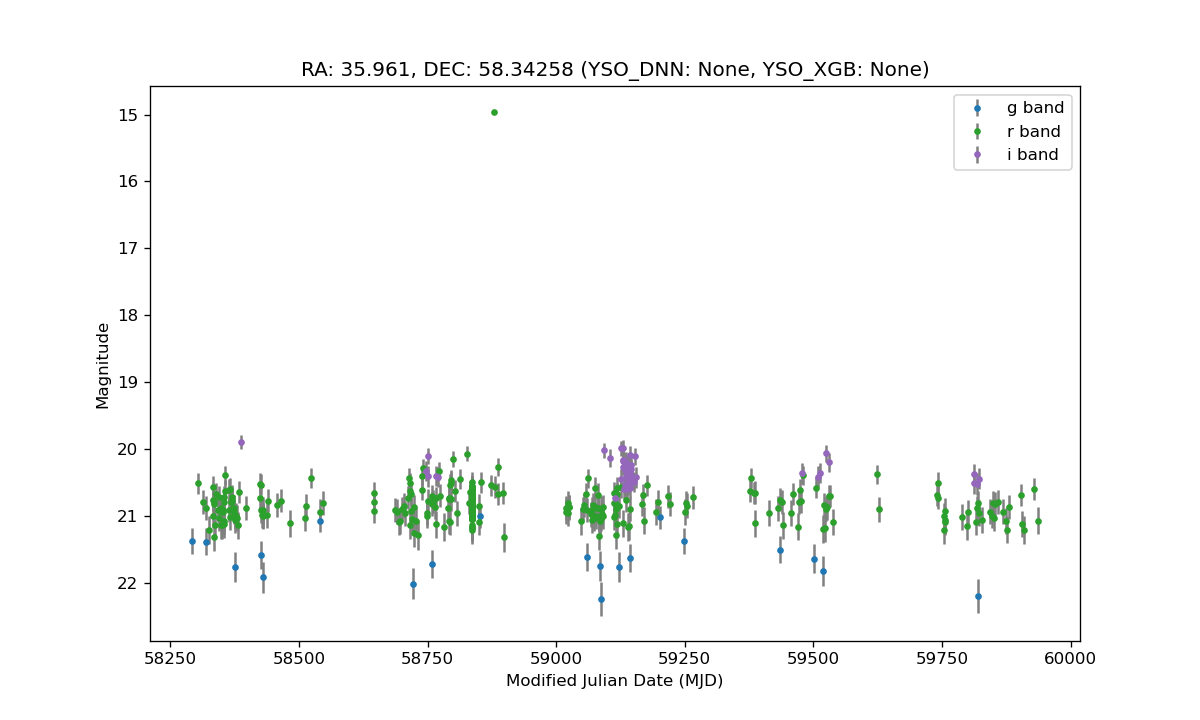 RA: 35.961, DEC: 58.34258 (YSO_DNN: None, YSO_XGB: None)
g band
r band
i band
15
16
17
18
19
20
21
22
Magnitude
58250 58500 58750 59000 59250 59500 59750 60000
Modified Julian Date (MJD)